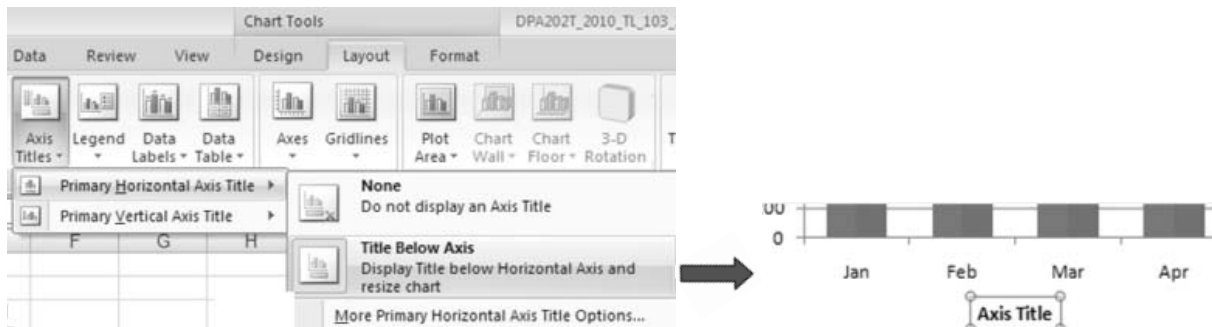 Chart Tools
DPA202T_2010_TL_103_
Data Review View Design Layout Format
Axis Titles
Legend
Data Labels
Data Table
Axes
Gridlines
Plot Area
Chart Wall
Chart Floor
3-D Rotation
T
Primary Horizontal Axis Title
Primary Vertical Axis Title
F G H
None
Do not display an Axis Title
Title Below Axis
Display Title below Horizontal Axis and
resize chart
More Primary Horizontal Axis Title Options...
0
Jan Feb Mar Apr
Axis Title